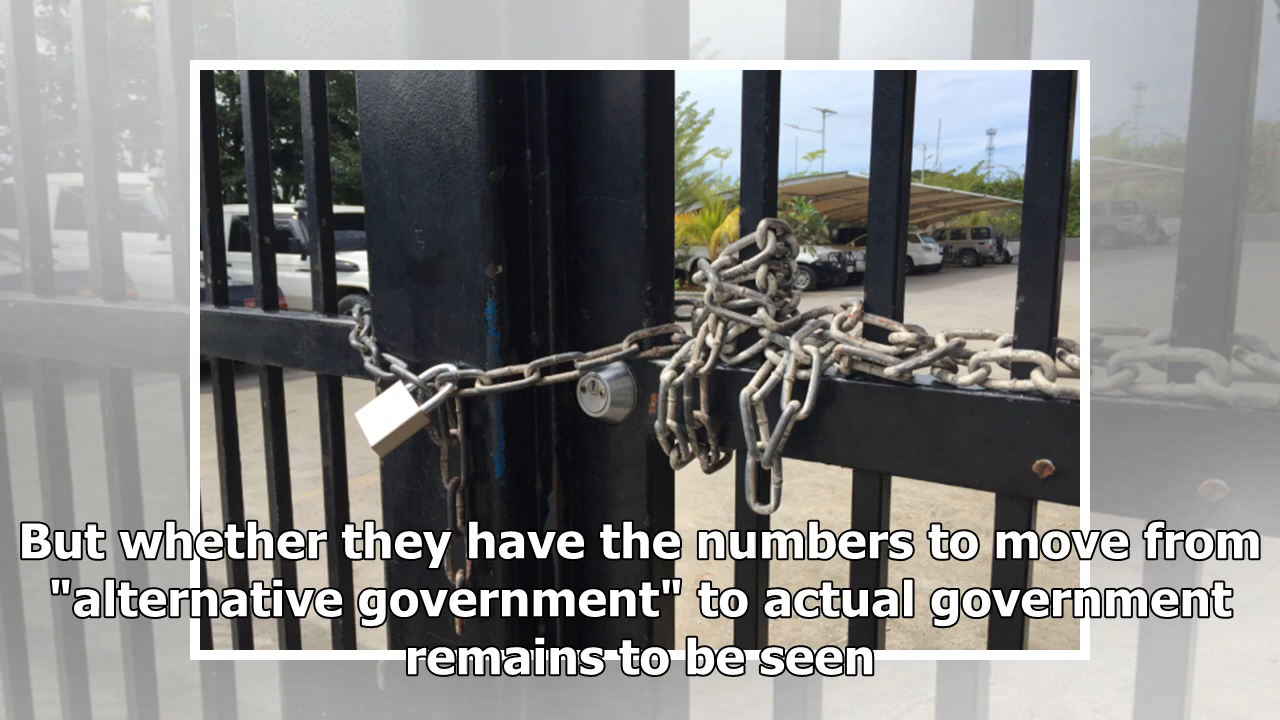 But whether they have the numbers to move from
"alternative government" to actual government
remains to be seen